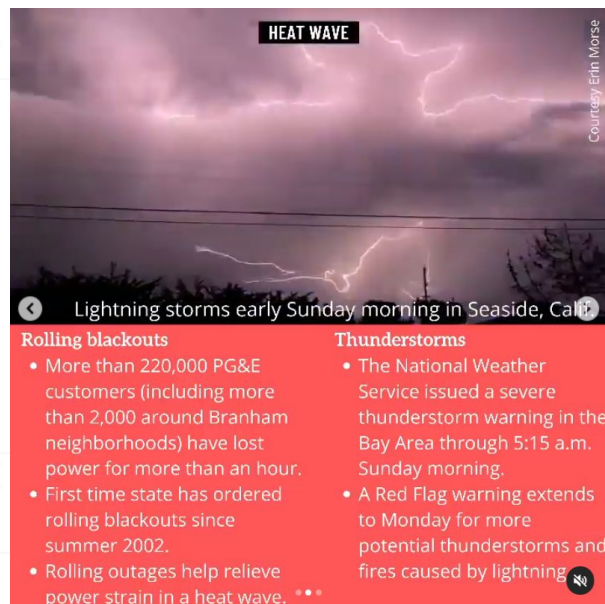 HEAT WAVE
Courtesy Erin Morse
Lightning storms early Sunday morning in Seaside, Calif.
Rolling blackouts
• More than 220,000 PG&E
customers (including more
than 2,000 around Branham
neighborhoods) have lost
power for more than an hour.
• First time state has ordered
rolling blackouts since
summer 2002.
• Rolling outages help relieve
power strain in a heat wave.
Thunderstorms
• The National Weather
Service issued a severe
thunderstorm warning in the
Bay Area through 5:15 a.m.
Sunday morning.
• A Red Flag warning extends
to Monday for more
potential thunderstorms and
fires caused by lightning